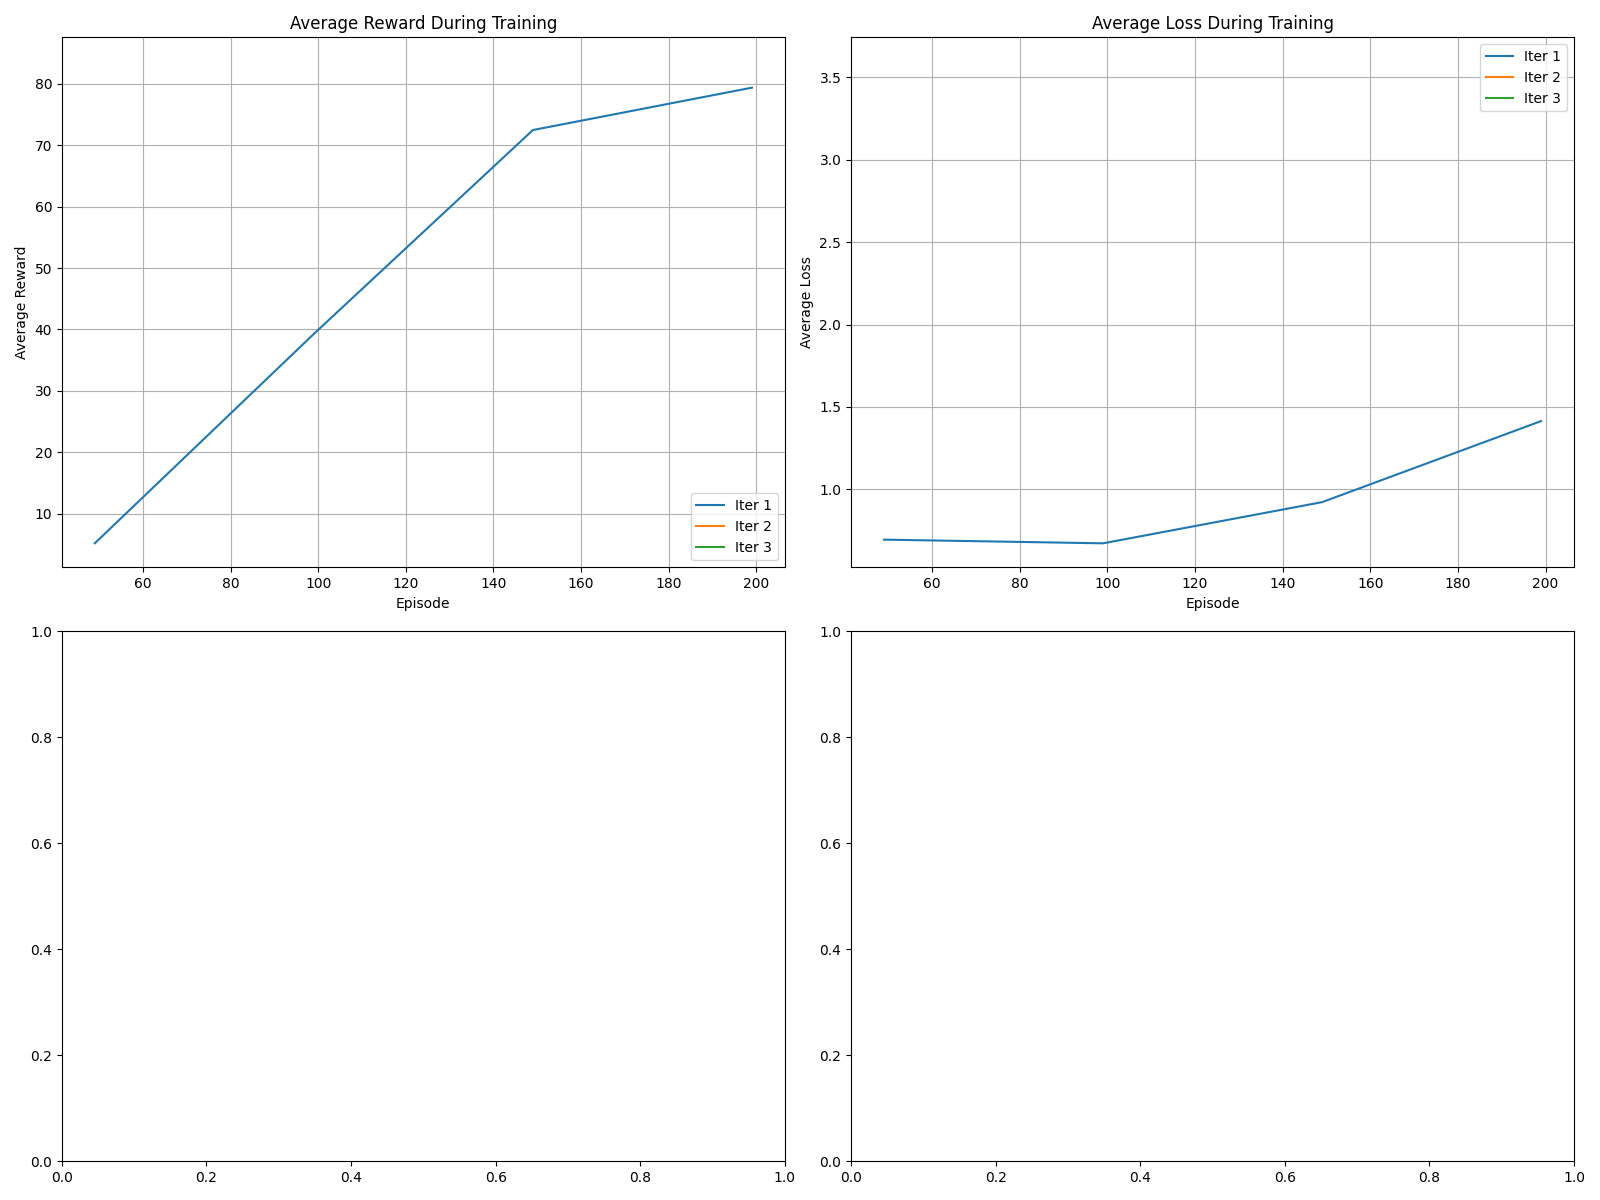 Average Reward During Training
Average Reward
80
70
60
50
40
30
20
10
60 80 100 120 140 160 180 200
Episode
Iter 1
Iter 2
Iter 3
Average Loss During Training
Average Loss
3.5
3.0
2.5
2.0
1.5
1.0
60 80 100 120 140 160 180 200
Episode
Iter 1
Iter 2
Iter 3
1.0
0.8
0.6
0.4
0.2
0.0
0.0 0.2 0.4 0.6 0.8 1.0
1.0
0.8
0.6
0.4
0.2
0.0
0.0 0.2 0.4 0.6 0.8 1.0